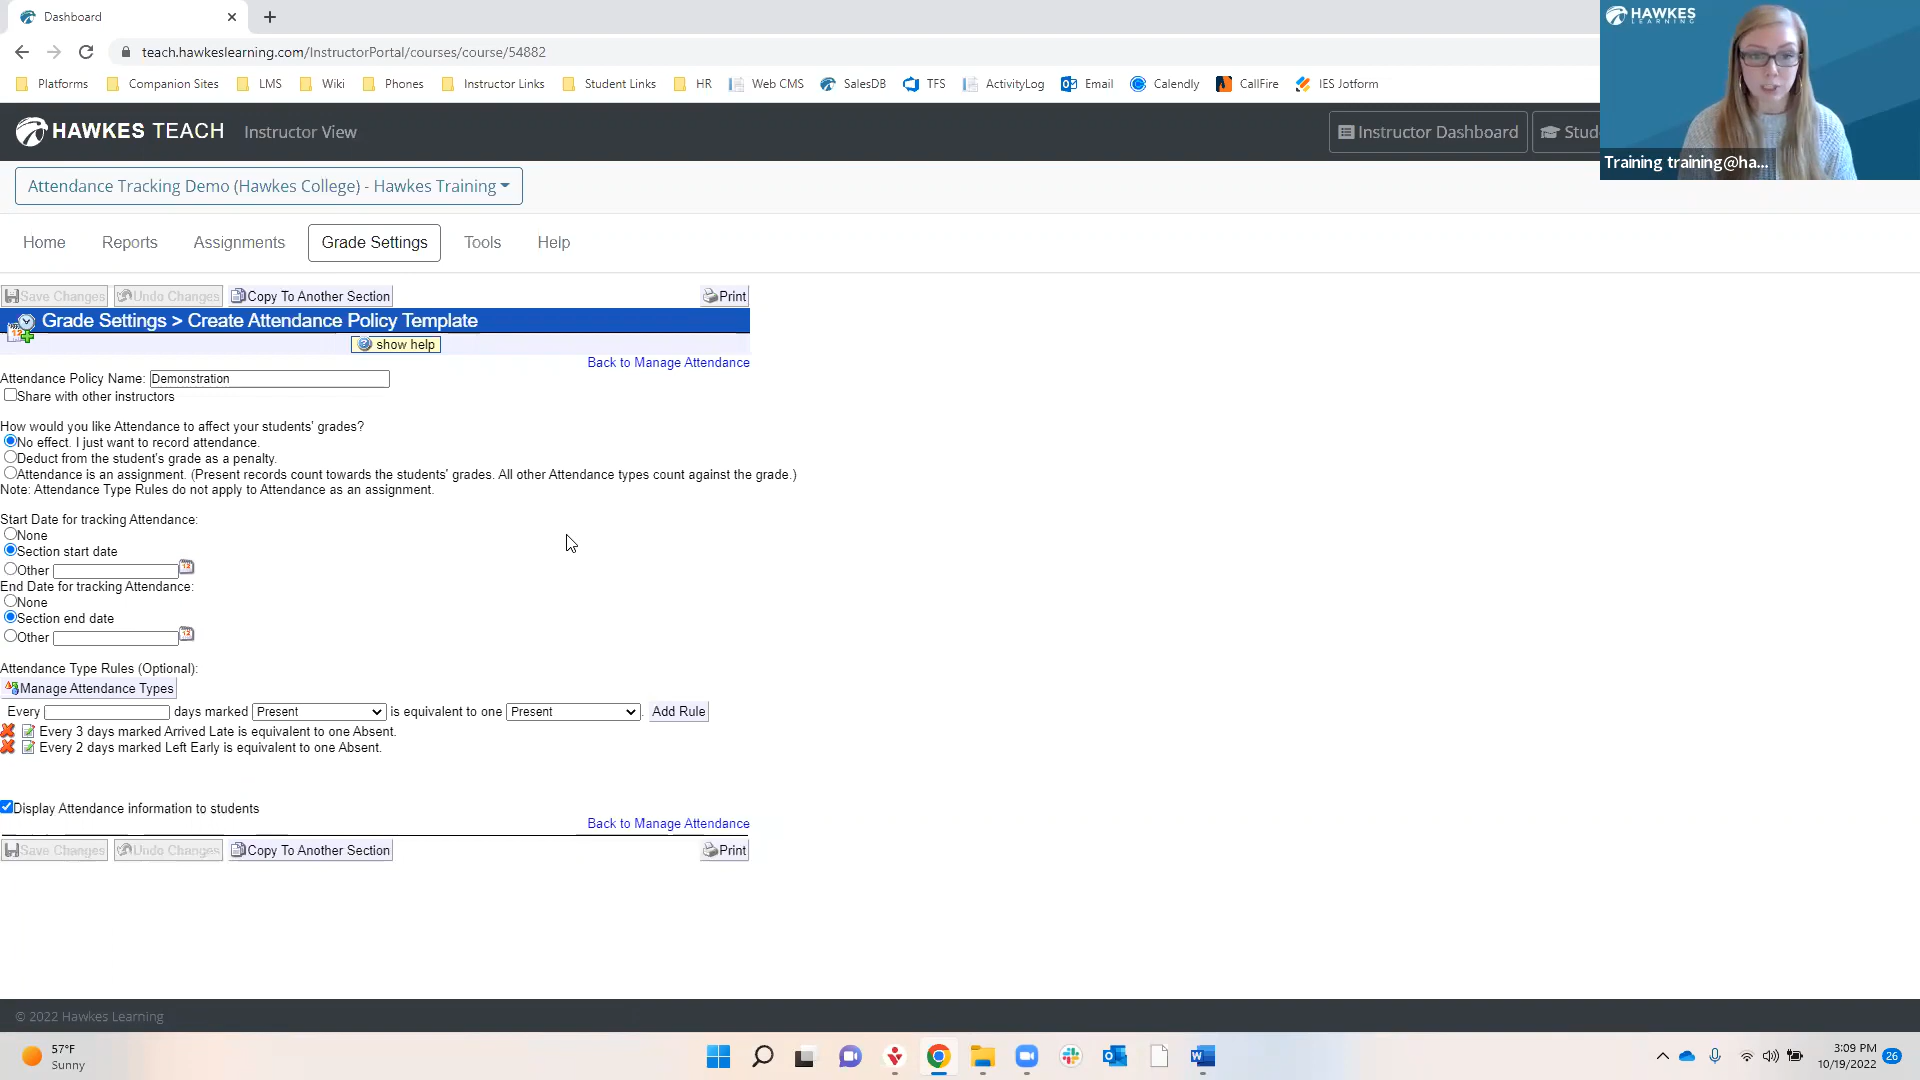 Dashboard
teach.hawkeslearning.com/InstructorPortal/courses/course/54882
Platforms Companion Sites LMS Wiki Phones Instructor Links Student Links HR Web CMS SalesDB TFS ActivityLog Email Calendly CallFire IES Jotform
HAWKES LEARNING
Training training@ha...
HAWKES TEACH Instructor View Instructor Dashboard Stud
Attendance Tracking Demo (Hawkes College) - Hawkes Training
Home Reports Assignments Grade Settings Tools Help
Save Changes Undo Changes Copy To Another Section Print
Grade Settings > Create Attendance Policy Template
show help
Back to Manage Attendance
Attendance Policy Name: Demonstration
Share with other instructors
How would you like Attendance to affect your students' grades?
No effect. I just want to record attendance.
Deduct from the student's grade as a penalty.
Attendance is an assignment. (Present records count towards the students' grades. All other Attendance types count against the grade.)
Note: Attendance Type Rules do not apply to Attendance as an assignment.
Start Date for tracking Attendance:
None
Section start date
Other
End Date for tracking Attendance:
None
Section end date
Other
Attendance Type Rules (Optional):
Manage Attendance Types
Every days marked Present is equivalent to one Present . Add Rule
Every 3 days marked Arrived Late is equivalent to one Absent.
Every 2 days marked Left Early is equivalent to one Absent.
Display Attendance information to students
Back to Manage Attendance
Save Changes Undo Changes Copy To Another Section Print
© 2022 Hawkes Learning
57°F
Sunny
3:09 PM
10/19/2022
26